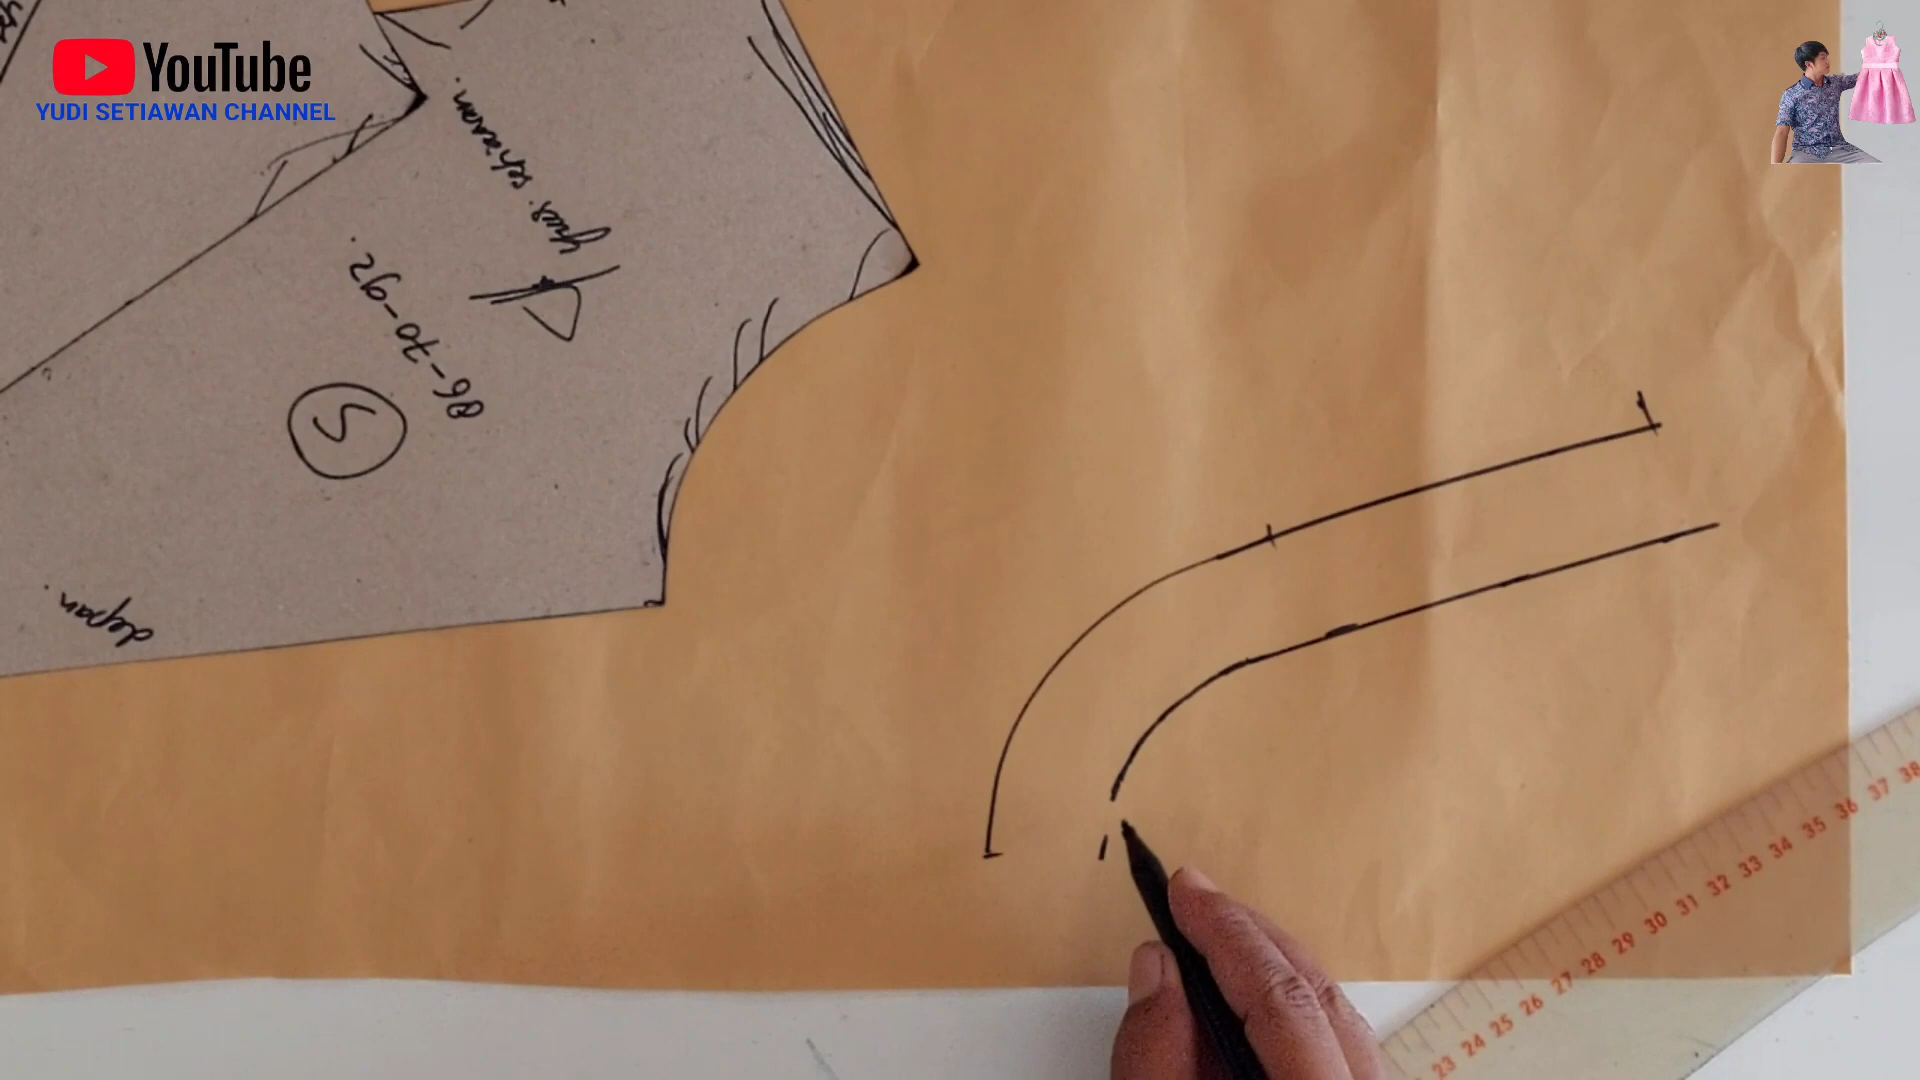 YouTube
YUDI SETIAWAN CHANNEL
yudi setiawan.
86-70-92.
S
depan.
23 24 25 26 27 28 29 30 31 32 33 34 35 36 37 38